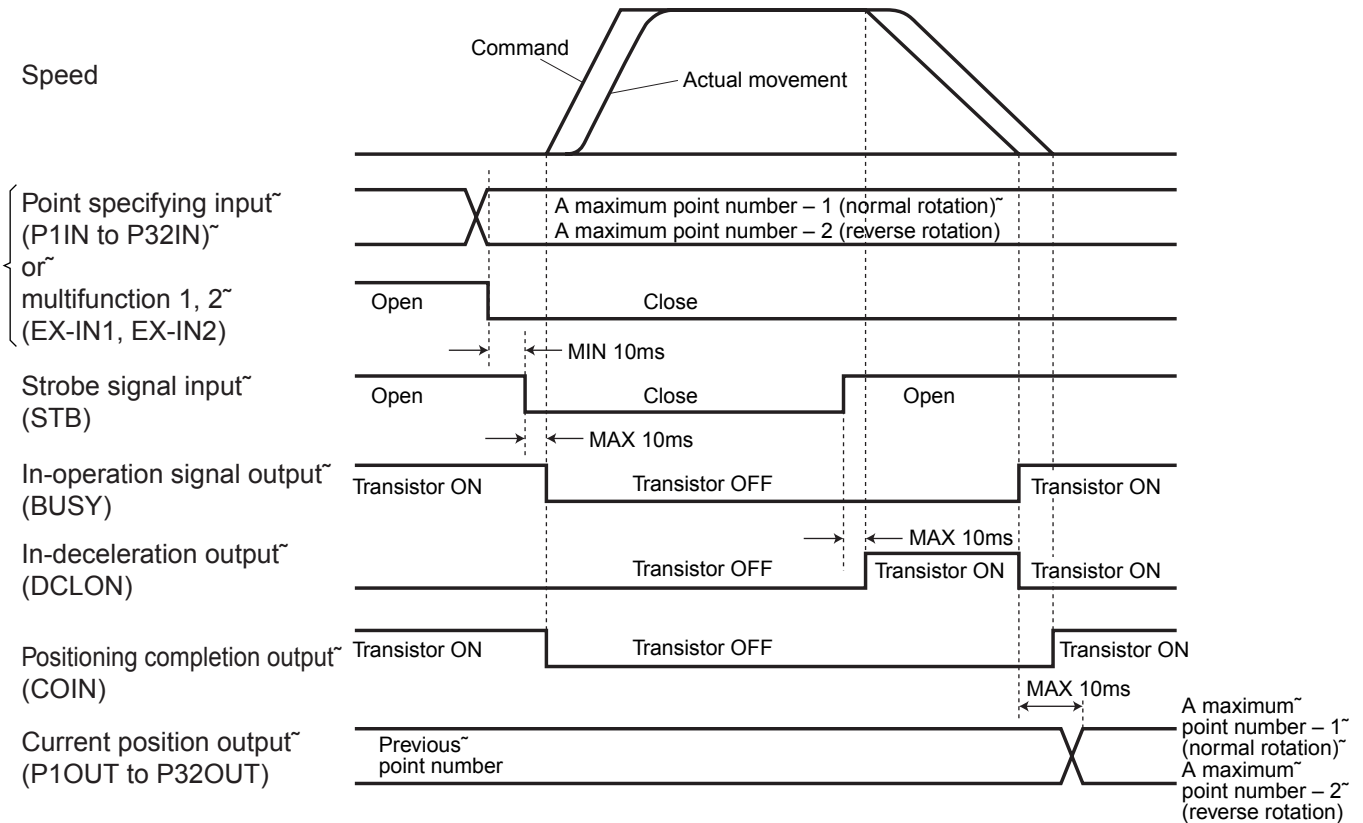 Speed
Command
Actual movement
Point specifying input˜
(P1IN to P32IN)˜
or˜
multifunction 1, 2˜
(EX-IN1, EX-IN2)
A maximum point number – 1 (normal rotation)˜
A maximum point number – 2 (reverse rotation)
Open
Close
MIN 10ms
Strobe signal input˜
(STB)
Open
Close
Open
MAX 10ms
In-operation signal output˜
(BUSY)
Transistor ON
Transistor OFF
Transistor ON
MAX 10ms
In-deceleration output˜
(DCLON)
Transistor OFF
Transistor ON
Transistor ON
Positioning completion output˜
(COIN)
Transistor ON
Transistor OFF
Transistor ON
MAX 10ms
Current position output˜
(P1OUT to P32OUT)
Previous˜
point number
A maximum˜
point number – 1˜
(normal rotation)˜
A maximum˜
point number – 2˜
(reverse rotation)